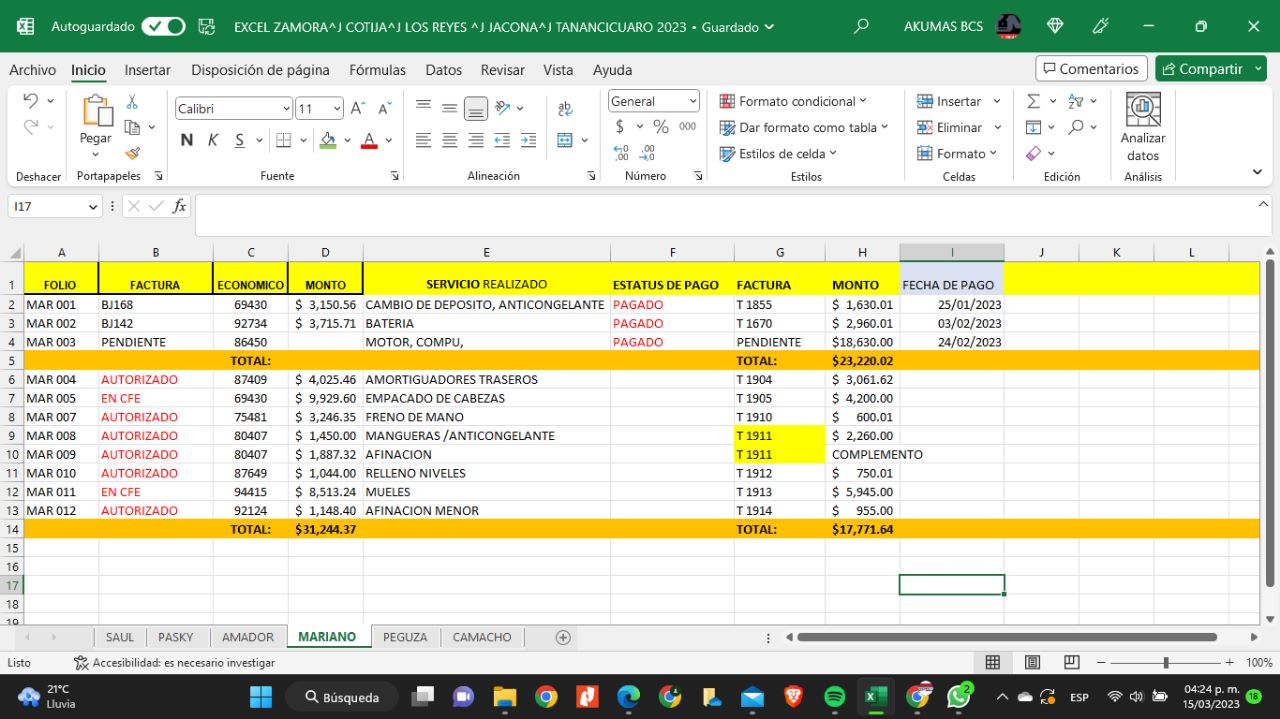 Autoguardado EXCEL ZAMORA^J COTIJA^J LOS REYES ^J JACONA^J TANANCICUARO 2023 • Guardado AKUMAS BCS
Archivo Inicio Insertar Disposición de página Fórmulas Datos Revisar Vista Ayuda Comentarios Compartir
Calibri 11 General Formato condicional Insertar
Pegar N K S A $ % 000 Dar formato como tabla Eliminar Analizar datos
Estilos de celda Formato
Deshacer Portapapeles Fuente Alineación Número Estilos Celdas Edición Análisis
I17 fx
A B C D E F G H I J K L
1 FOLIO FACTURA ECONOMICO MONTO SERVICIO REALIZADO ESTATUS DE PAGO FACTURA MONTO FECHA DE PAGO
2 MAR 001 BJ168 69430 $ 3,150.56 CAMBIO DE DEPOSITO, ANTICONGELANTE PAGADO T 1855 $ 1,630.01 25/01/2023
3 MAR 002 BJ142 92734 $ 3,715.71 BATERIA PAGADO T 1670 $ 2,960.01 03/02/2023
4 MAR 003 PENDIENTE 86450 MOTOR, COMPU, PAGADO PENDIENTE $18,630.00 24/02/2023
5 TOTAL: TOTAL: $23,220.02
6 MAR 004 AUTORIZADO 87409 $ 4,025.46 AMORTIGUADORES TRASEROS T 1904 $ 3,061.62
7 MAR 005 EN CFE 69430 $ 9,929.60 EMPACADO DE CABEZAS T 1905 $ 4,200.00
8 MAR 007 AUTORIZADO 75481 $ 3,246.35 FRENO DE MANO T 1910 $ 600.01
9 MAR 008 AUTORIZADO 80407 $ 1,450.00 MANGUERAS /ANTICONGELANTE T 1911 $ 2,260.00
10 MAR 009 AUTORIZADO 80407 $ 1,887.32 AFINACION T 1911 COMPLEMENTO
11 MAR 010 AUTORIZADO 87649 $ 1,044.00 RELLENO NIVELES T 1912 $ 750.01
12 MAR 011 EN CFE 94415 $ 8,513.24 MUELES T 1913 $ 5,945.00
13 MAR 012 AUTORIZADO 92124 $ 1,148.40 AFINACION MENOR T 1914 $ 955.00
14 TOTAL: $31,244.37 TOTAL: $17,771.64
15
16
17
18
19
SAUL PASKY AMADOR MARIANO PEGUZA CAMACHO
Listo Accesibilidad: es necesario investigar 100%
21°C Búsqueda 2 ESP 04:24 p. m.
Lluvia 15/03/2023 18